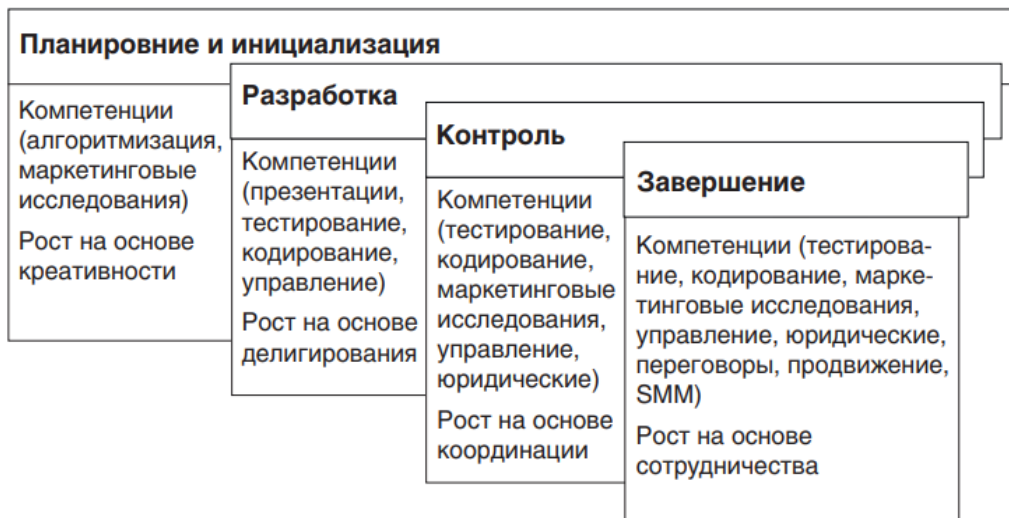 Планировние и инициализация
Компетенции
(алгоритмизация,
маркетинговые
исследования)
Рост на основе
креативности
Разработка
Компетенции
(презентации,
тестирование,
кодирование,
управление)
Рост на основе
делигирования
Контроль
Компетенции
(тестирование,
кодирование,
маркетинговые
исследования,
управление,
юридические)
Рост на основе
координации
Завершение
Компетенции (тестирова-
ние, кодирование, марке-
тинговые исследования,
управление, юридические,
переговоры, продвижение,
SMM)
Рост на основе
сотрудничества